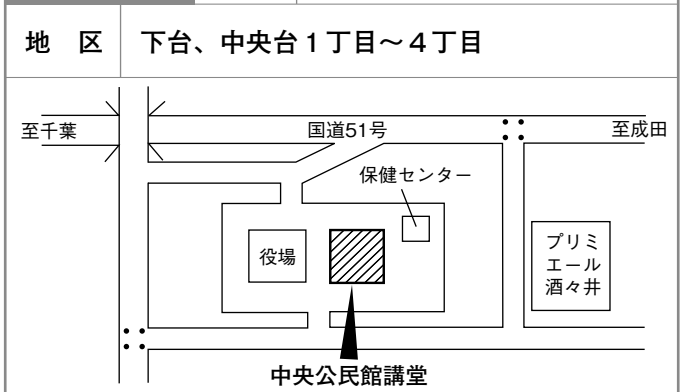 地 区
下台、中央台1丁目～4丁目
至千葉
国道51号
至成田
保健センター
役場
プリミ
エール
酒々井
中央公民館講堂